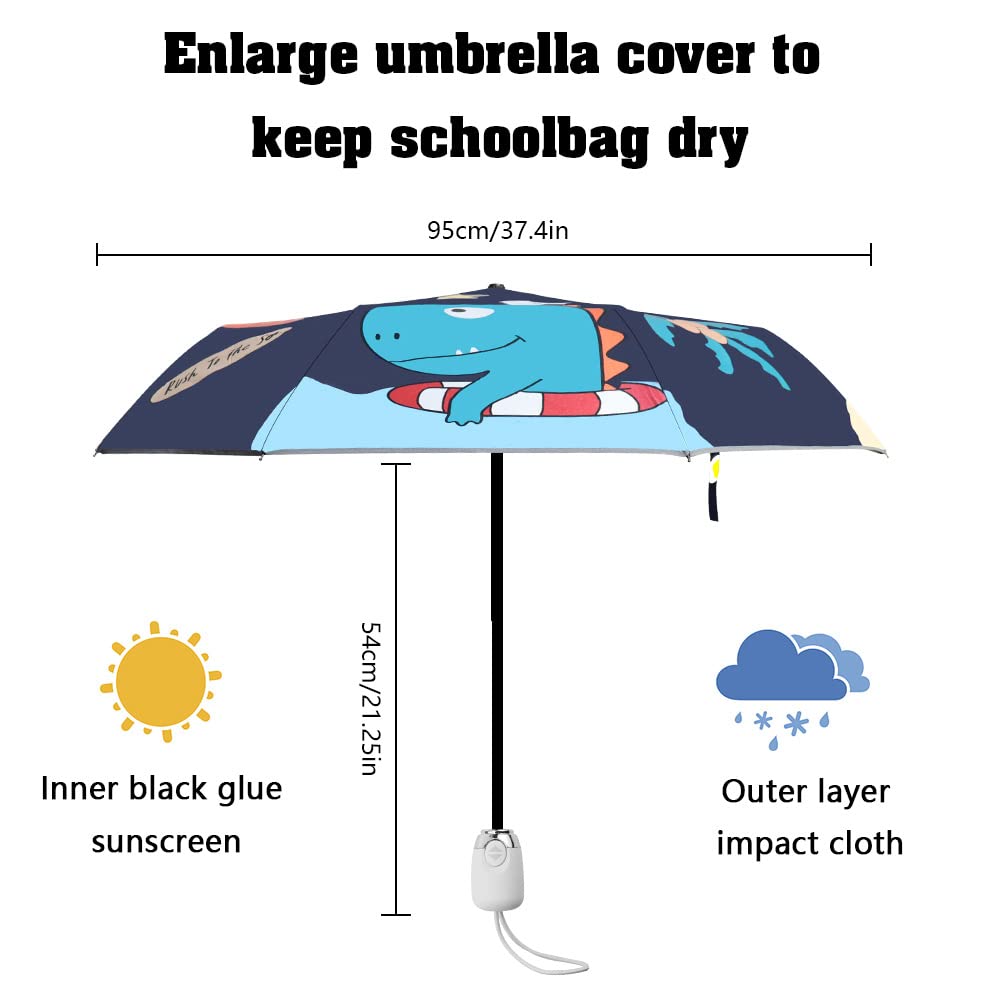 Enlarge umbrella cover to
keep schoolbag dry
95cm/37.4in
Rush To The Sea
54cm/21.25in
Inner black glue
sunscreen
Outer layer
impact cloth